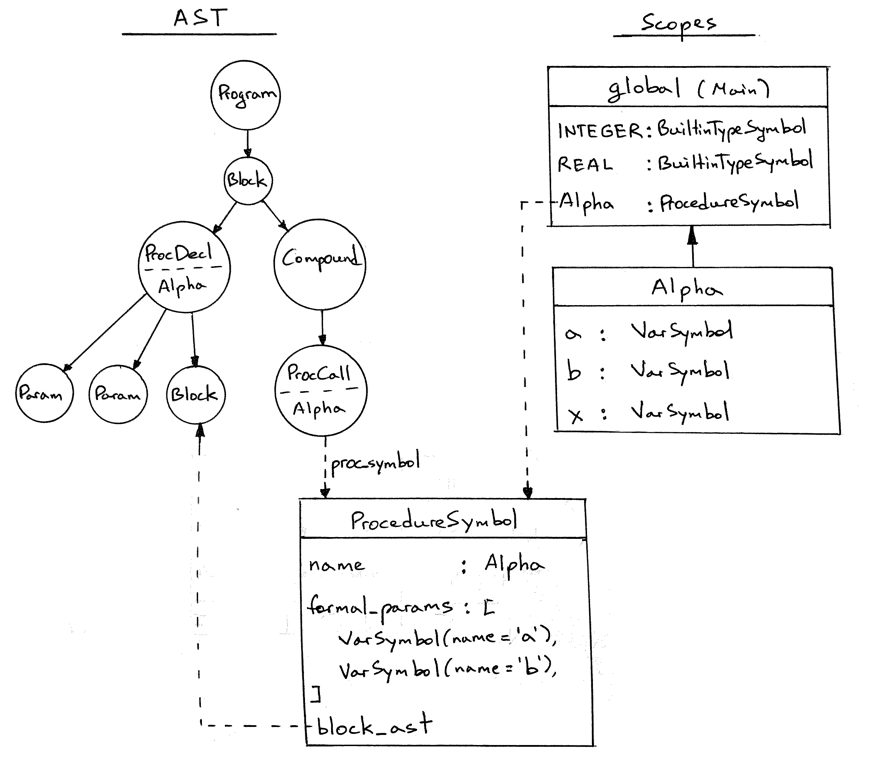 AST
Program
Block
ProcDecl
Alpha
Compound
Param
Param
Block
ProcCall
Alpha
proc_symbol
Scopes
global (Main)
INTEGER : BuiltinTypeSymbol
REAL : BuiltinTypeSymbol
Alpha : ProcedureSymbol
Alpha
a : VarSymbol
b : VarSymbol
x : VarSymbol
ProcedureSymbol
name : Alpha
formal_params : [
VarSymbol(name='a'),
VarSymbol(name='b'),
]
block_ast